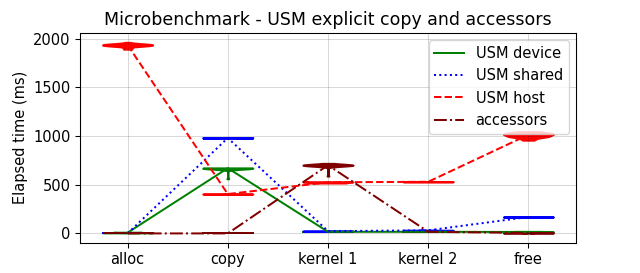 Microbenchmark - USM explicit copy and accessors
Elapsed time (ms)
2000
1500
1000
500
0
USM device
USM shared
USM host
accessors
alloc
copy
kernel 1
kernel 2
free